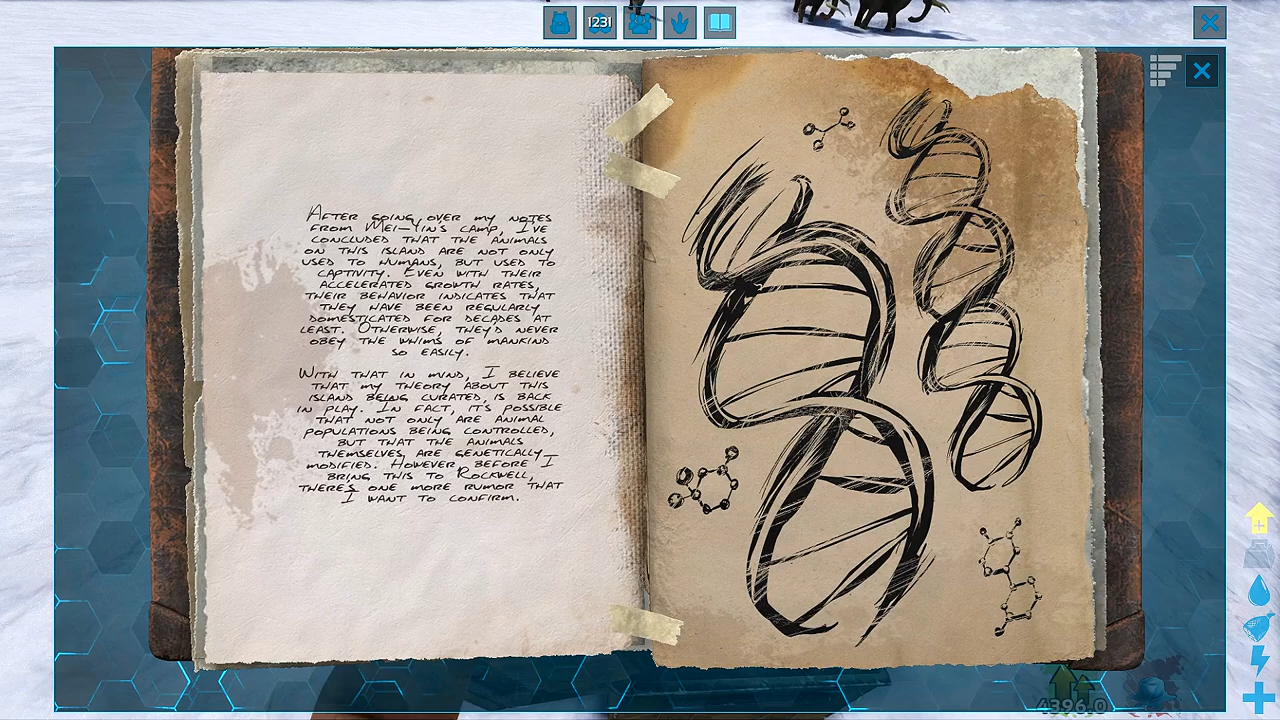 1231
After going over my notes
from Mei-Yin's camp, I've
concluded that the animals
on this island are not only
used to humans, but used to
captivity. Even with their
accelerated growth rates,
their behavior indicates that
they have been regularly
domesticated for decades at
least. Otherwise, they'd never
obey the whims of mankind
so easily.
With that in mind, I believe
that my theory about this
island being curated, is back
in play. In fact, it's possible
that not only are animal
populations being controlled,
but that the animals
themselves are genetically
modified. However, before I
bring this to Rockwell,
there's one more rumor that
I want to confirm.
4396.0